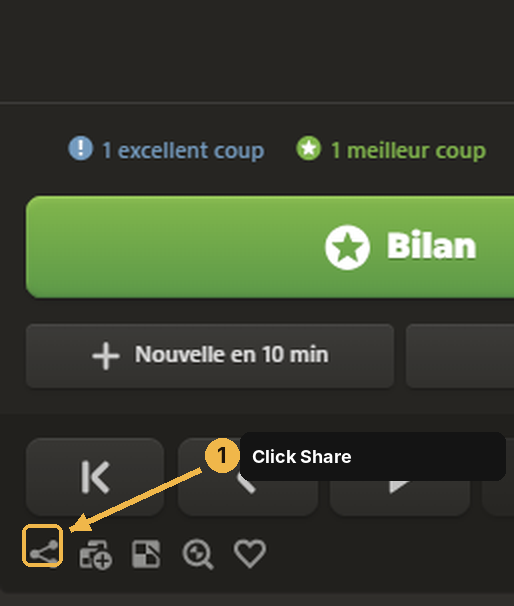 1 excellent coup
1 meilleur coup
Bilan
Nouvelle en 10 min
1
Click Share